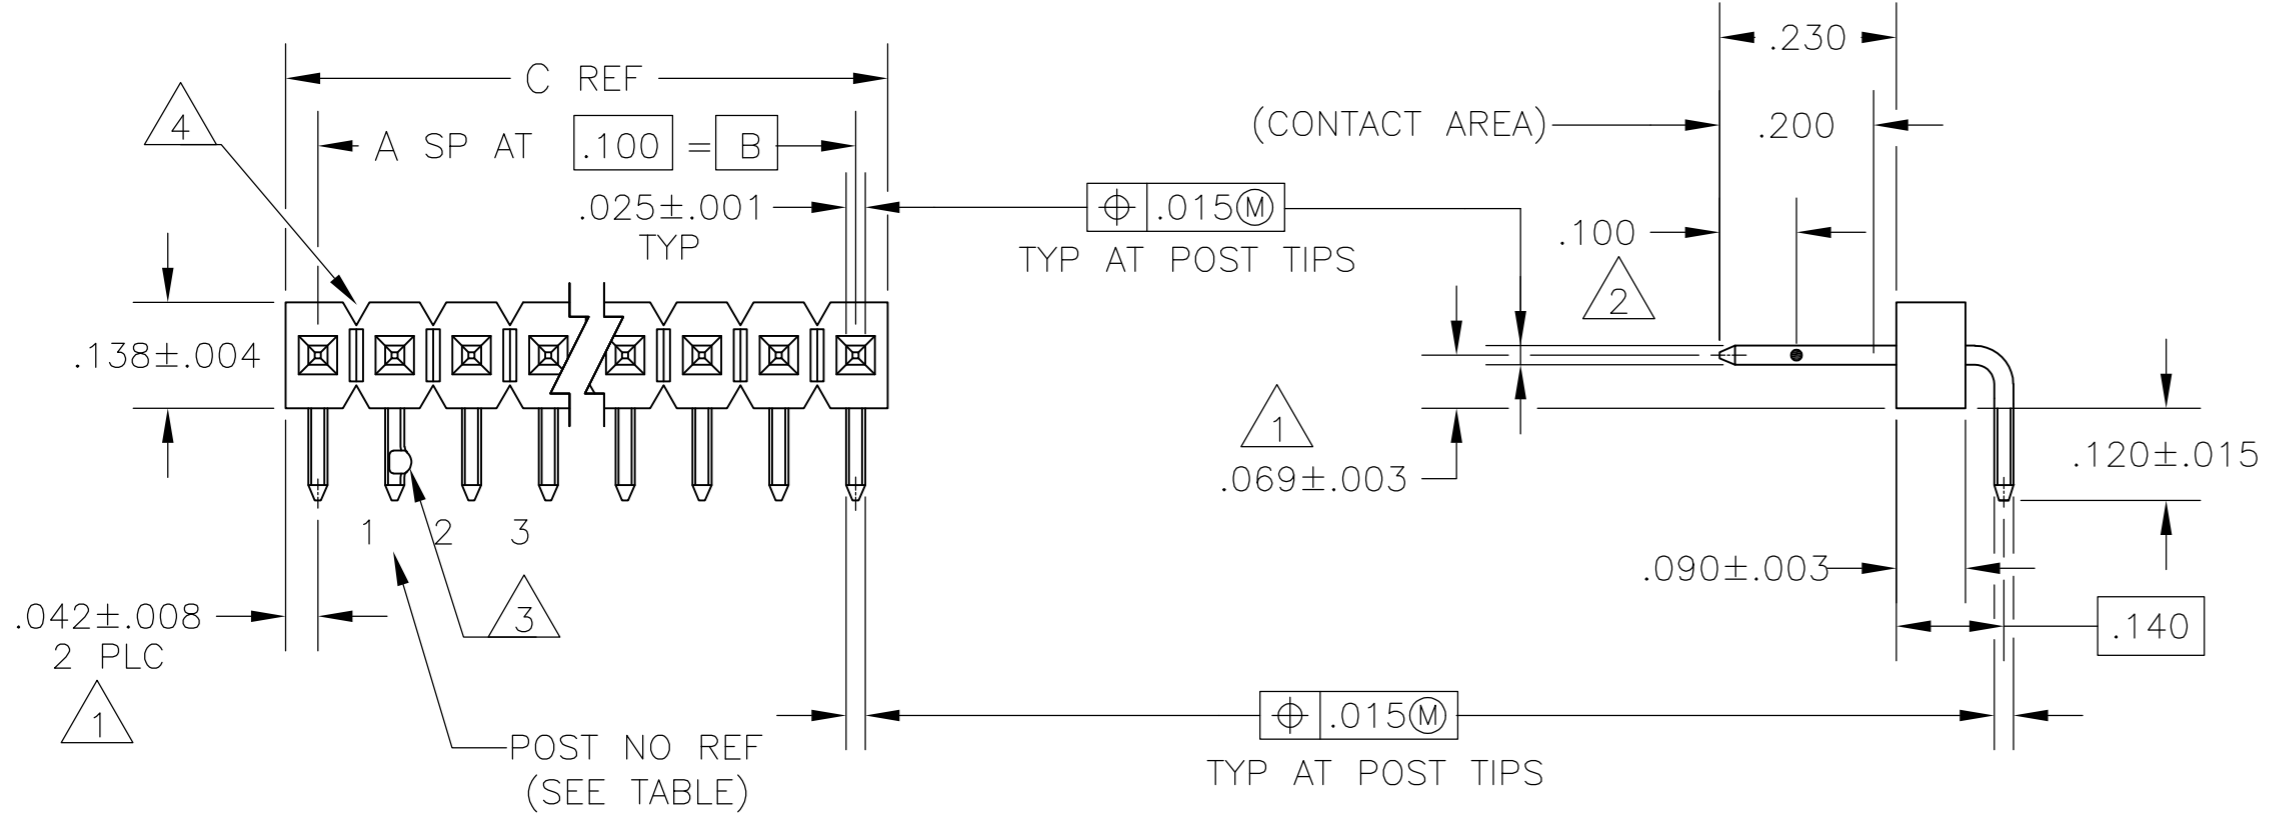 C REF
4
A SP AT .100 = B
.025±.001
TYP
.138±.004
1 2 3
3
.042±.008
2 PLC
1
POST NO REF
(SEE TABLE)
⌖ .015Ⓜ
TYP AT POST TIPS
.230
(CONTACT AREA)
.200
.100
2
1
.069±.003
.120±.015
.090±.003
.140
⌖ .015Ⓜ
TYP AT POST TIPS